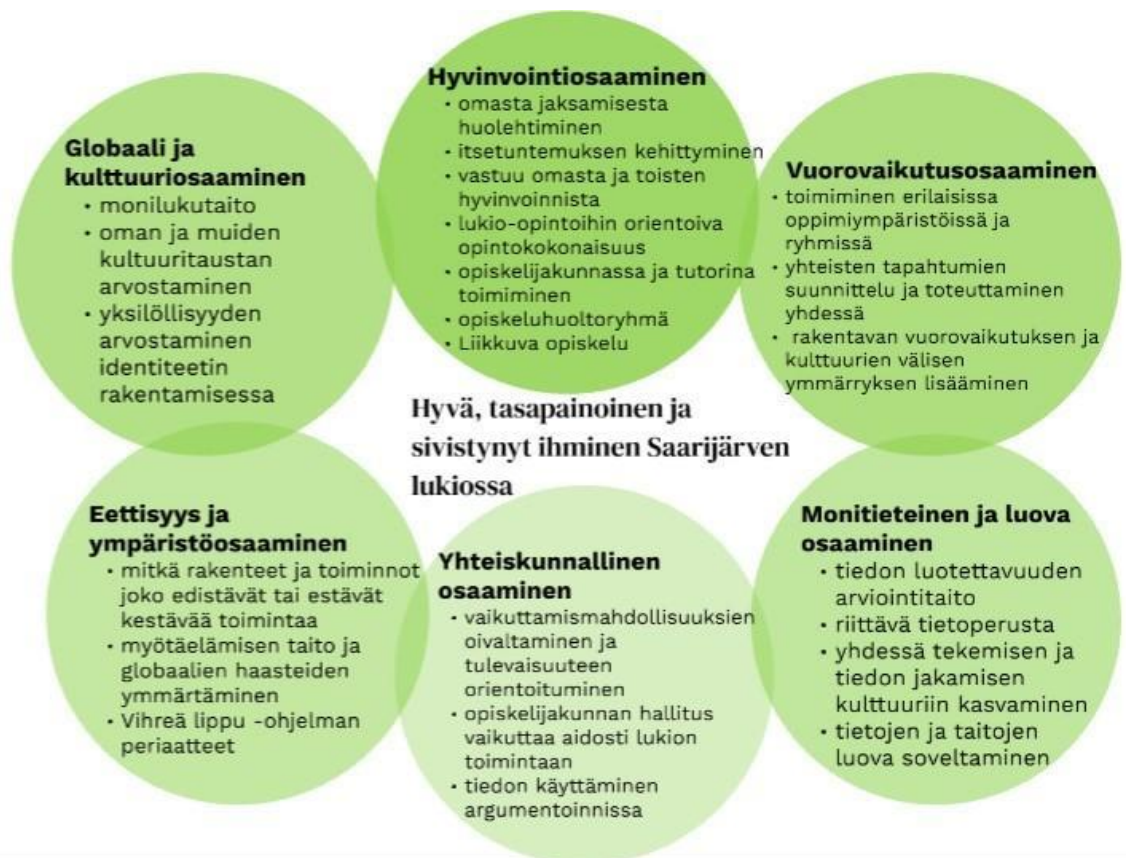 Hyvinvointiosaaminen
• omasta jaksamisesta
huolehtiminen
• itsetuntemuksen kehittyminen
• vastuu omasta ja toisten
hyvinvoinnista
• lukio-opintoihin orientoiva
opintokokonaisuus
• opiskelijakunnassa ja tutorina
toimiminen
• opiskeluhuoltoryhmä
• Liikkuva opiskelu
Globaali ja
kulttuuriosaaminen
• monilukutaito
• oman ja muiden
kultuuritaustan
arvostaminen
• yksilöllisyyden
arvostaminen
identiteetin
rakentamisessa
Vuorovaikutusosaaminen
• toimiminen erilaisissa
oppimiympäristöissä ja
ryhmissä
• yhteisten tapahtumien
suunnittelu ja toteuttaminen
yhdessä
• rakentavan vuorovaikutuksen ja
kulttuurien välisen
ymmärryksen lisääminen
Hyvä, tasapainoinen ja
sivistynyt ihminen Saarijärven
lukiossa
Eettisyys ja
ympäristöosaaminen
• mitkä rakenteet ja toiminnot
joko edistävät tai estävät
kestävää toimintaa
• myötäelämisen taito ja
globaalien haasteiden
ymmärtäminen
• Vihreä lippu -ohjelman
periaatteet
Yhteiskunnallinen
osaaminen
• vaikuttamismahdollisuuksien
oivaltaminen ja
tulevaisuuteen
orientoituminen
• opiskelijakunnan hallitus
vaikuttaa aidosti lukion
toimintaan
• tiedon käyttäminen
argumentoinnissa
Monitieteinen ja luova
osaaminen
• tiedon luotettavuuden
arviointitaito
• riittävä tietoperusta
• yhdessä tekemisen ja
tiedon jakamisen
kulttuuriin kasvaminen
• tietojen ja taitojen
luova soveltaminen